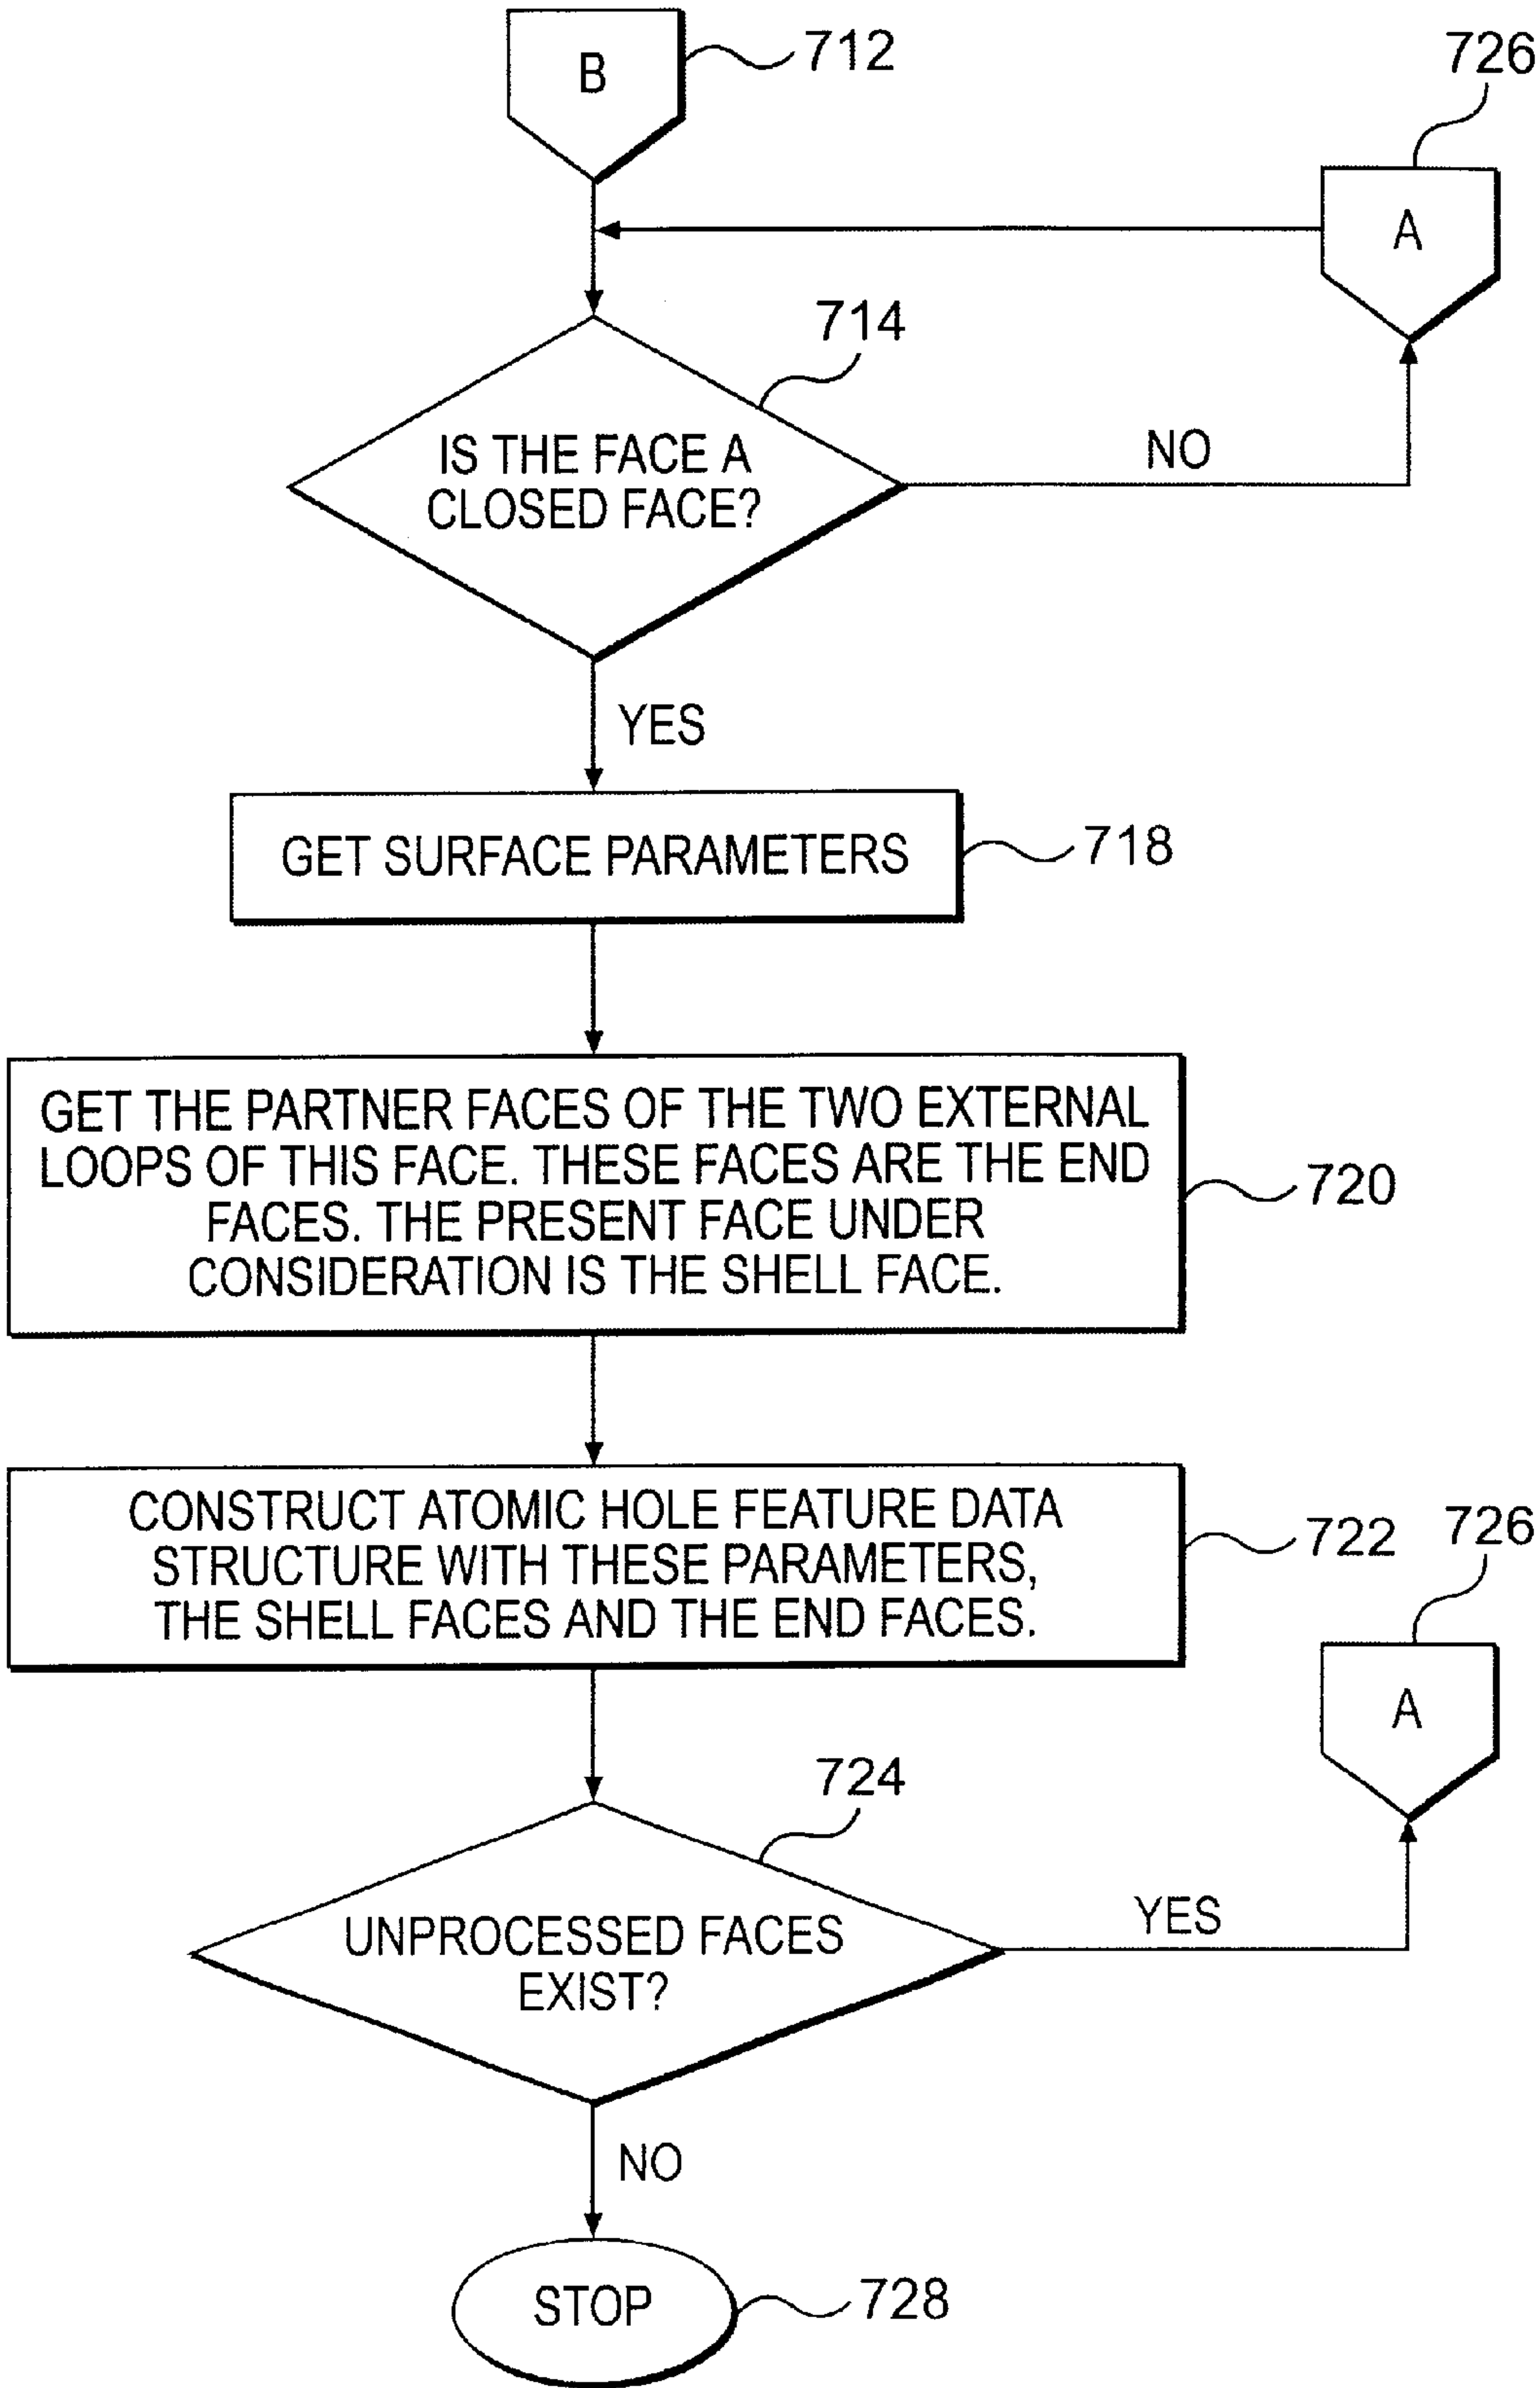 B
712
726
A
714
IS THE FACE A
CLOSED FACE?
NO
YES
GET SURFACE PARAMETERS
718
GET THE PARTNER FACES OF THE TWO EXTERNAL
LOOPS OF THIS FACE. THESE FACES ARE THE END
FACES. THE PRESENT FACE UNDER
CONSIDERATION IS THE SHELL FACE.
720
CONSTRUCT ATOMIC HOLE FEATURE DATA
STRUCTURE WITH THESE PARAMETERS,
THE SHELL FACES AND THE END FACES.
722
726
A
724
UNPROCESSED FACES
EXIST?
YES
NO
STOP
728